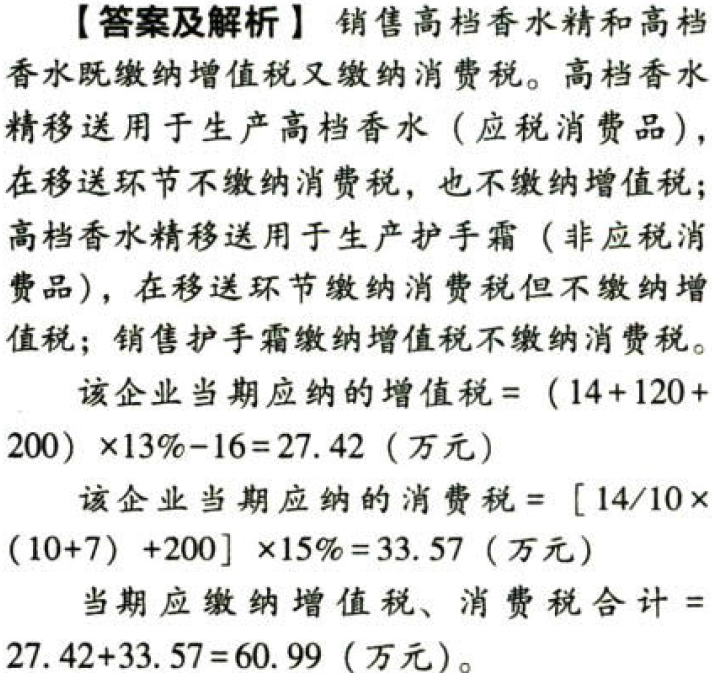 【答案及解析】 销售高档香水精和高档
香水既缴纳增值税又缴纳消费税。高档香水
精移送用于生产高档香水（应税消费品），
在移送环节不缴纳消费税，也不缴纳增值税；
高档香水精移送用于生产护手霜（非应税消
费品），在移送环节缴纳消费税但不缴纳增
值税；销售护手霜缴纳增值税不缴纳消费税。
该企业当期应纳的增值税=（14+120+
200）×13%-16=27.42（万元）
该企业当期应纳的消费税=［14/10×
（10+7）+200］×15%=33.57（万元）
当期应缴纳增值税、消费税合计=
27.42+33.57=60.99（万元）。